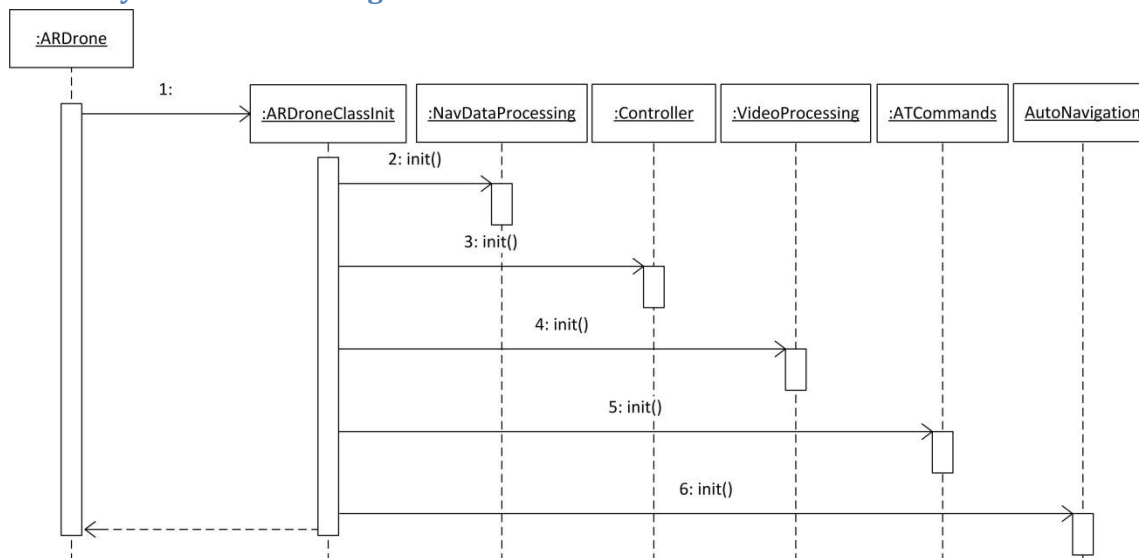 :ARDrone
1:
:ARDroneClassInit
:NavDataProcessing
:Controller
:VideoProcessing
:ATCommands
AutoNavigation
2: init()
3: init()
4: init()
5: init()
6: init()